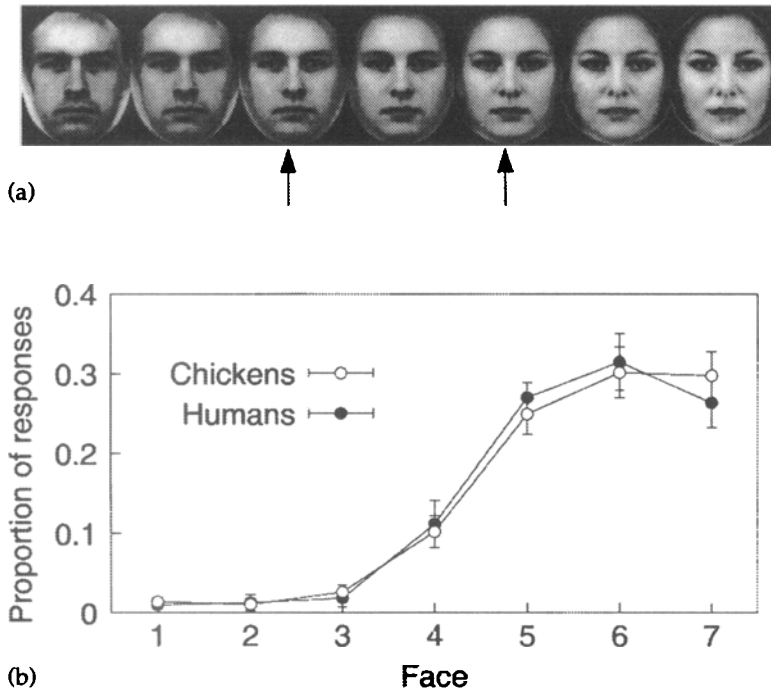 (a)
0.4
0.3
0.2
0.1
0
Proportion of responses
Chickens
Humans
1 2 3 4 5 6 7
(b)
Face